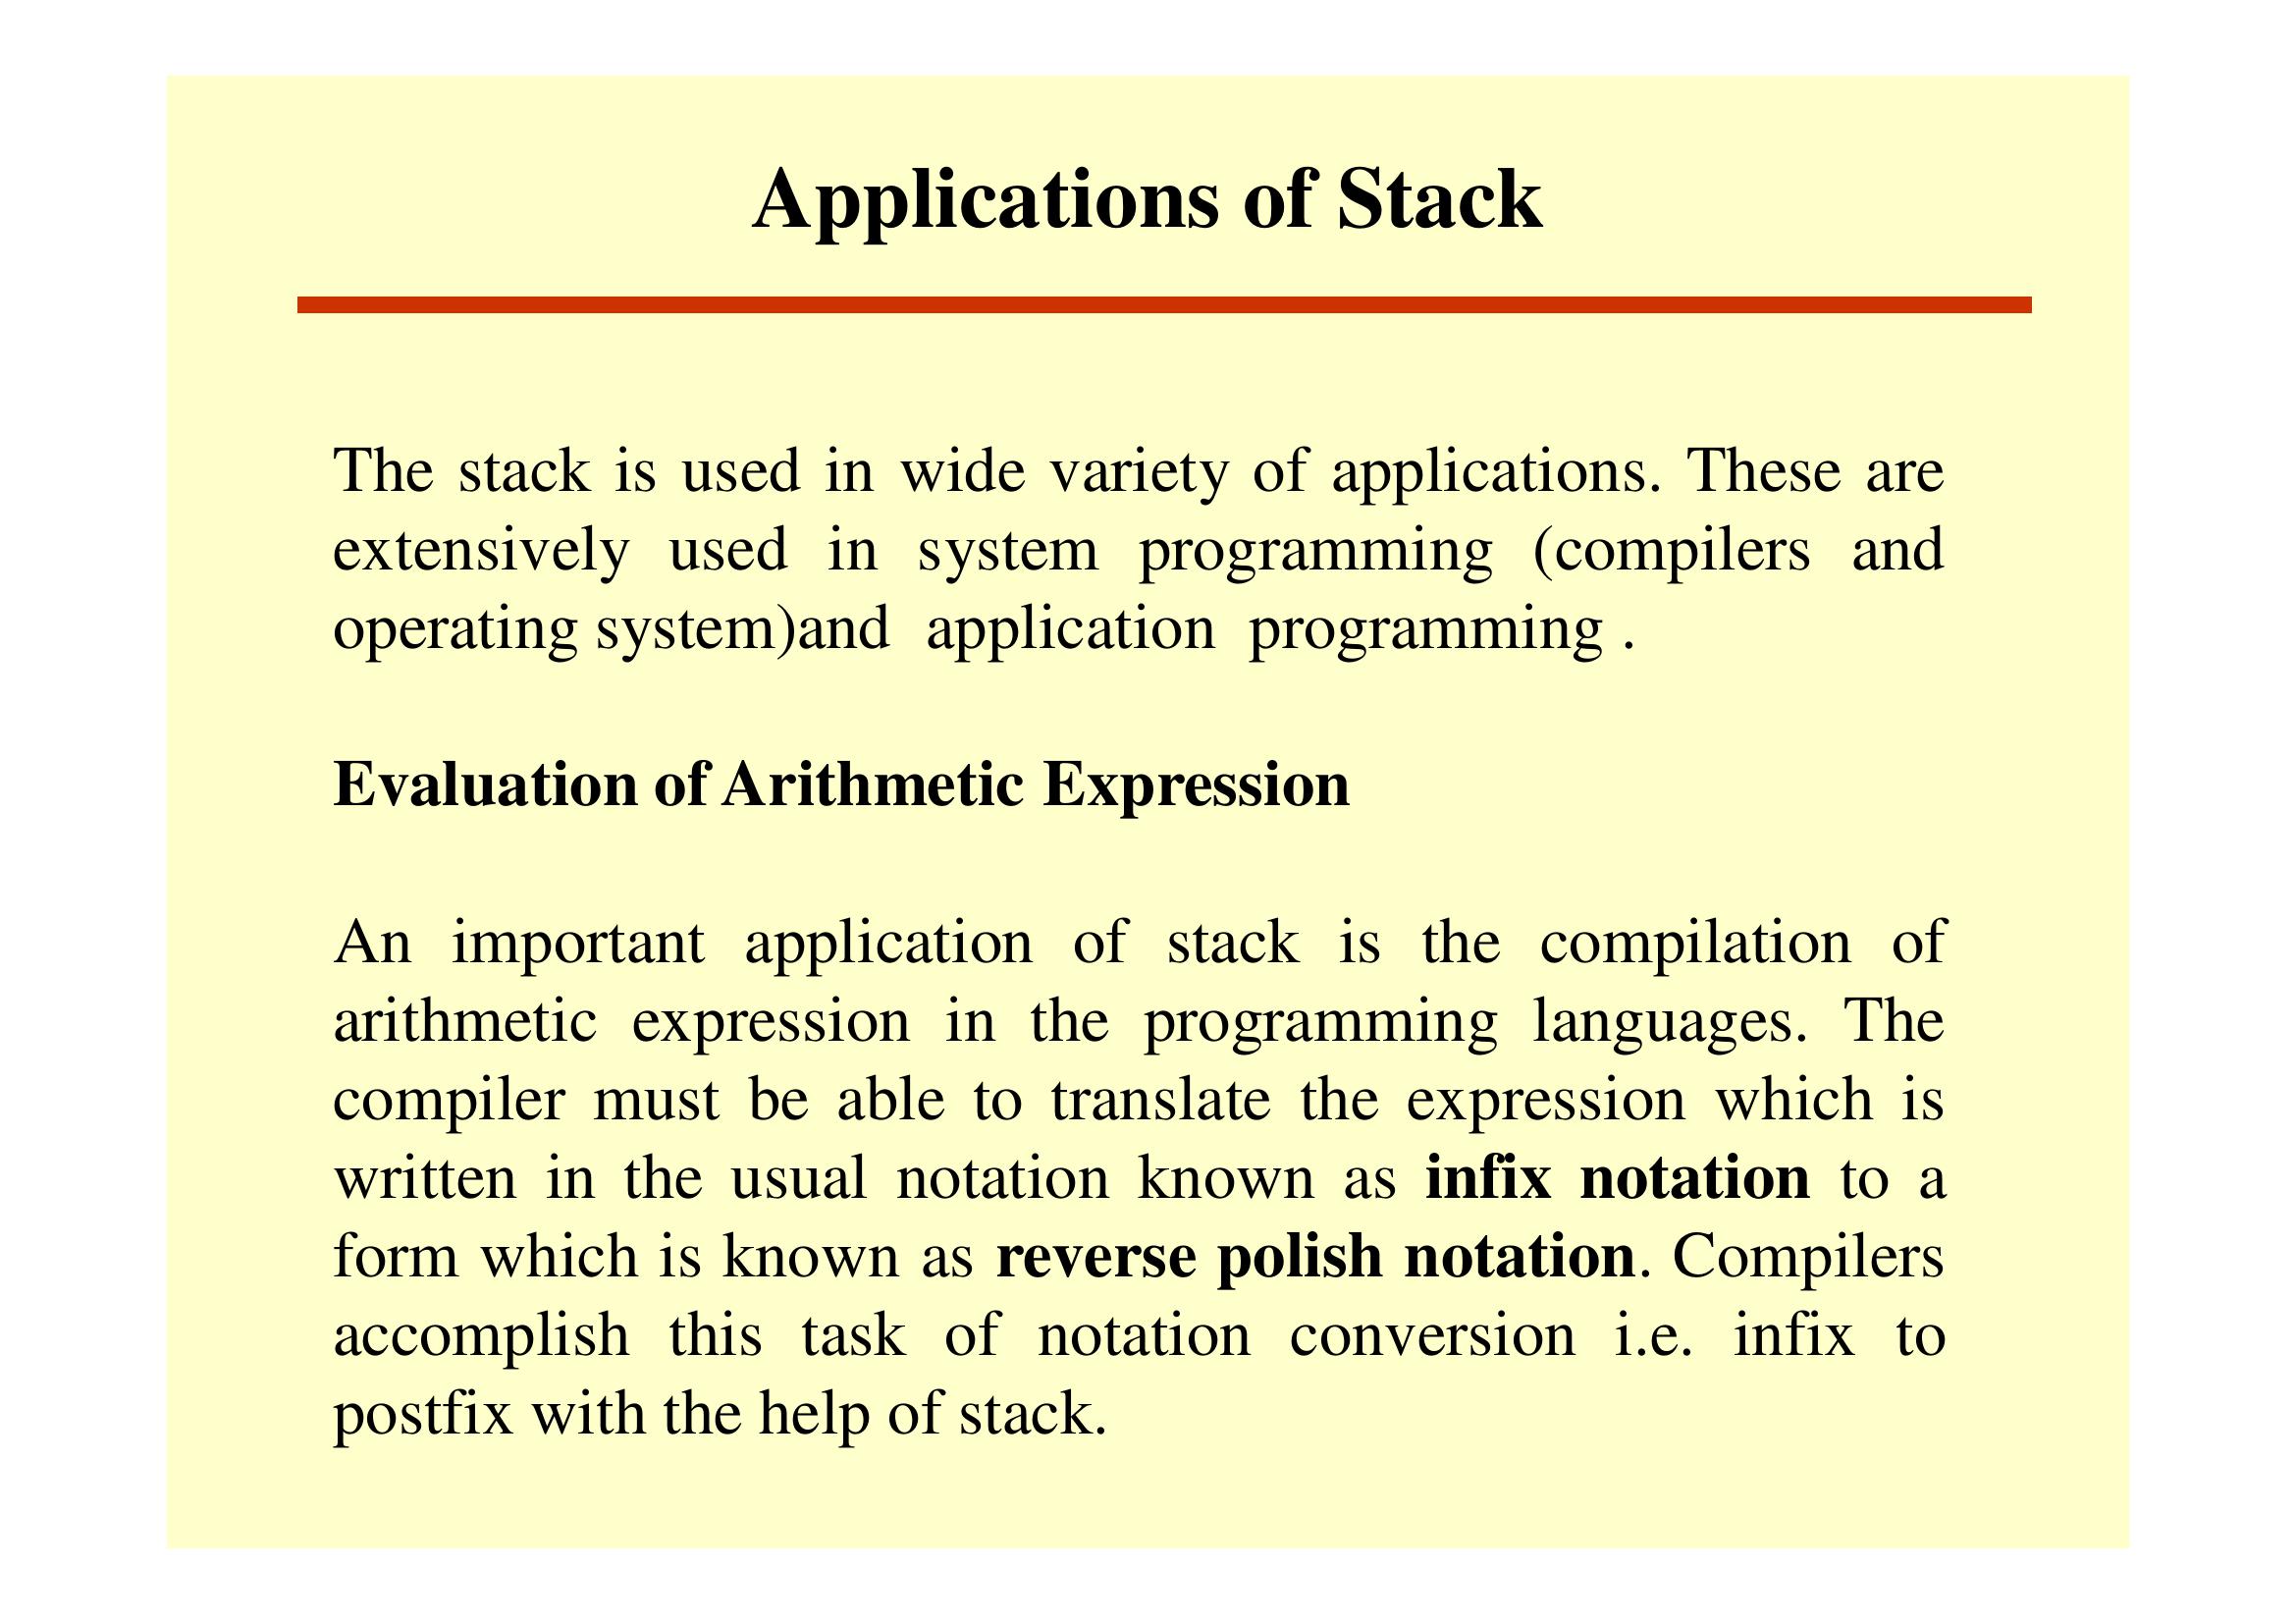 Applications of Stack
The stack is used in wide variety of applications. These are
extensively used in system programming (compilers and
operating system)and application programming .
Evaluation of Arithmetic Expression
An important application of stack is the compilation of
arithmetic expression in the programming languages. The
compiler must be able to translate the expression which is
written in the usual notation known as infix notation to a
form which is known as reverse polish notation. Compilers
accomplish this task of notation conversion i.e. infix to
postfix with the help of stack.